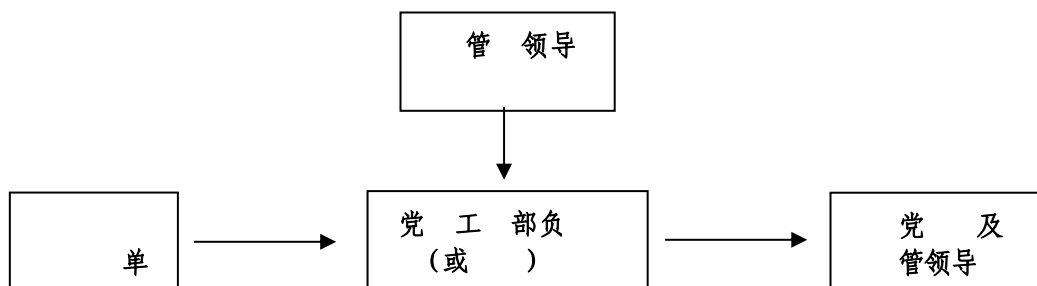 管 领导
单
党 工 部负
(或 )
党 及
管领导